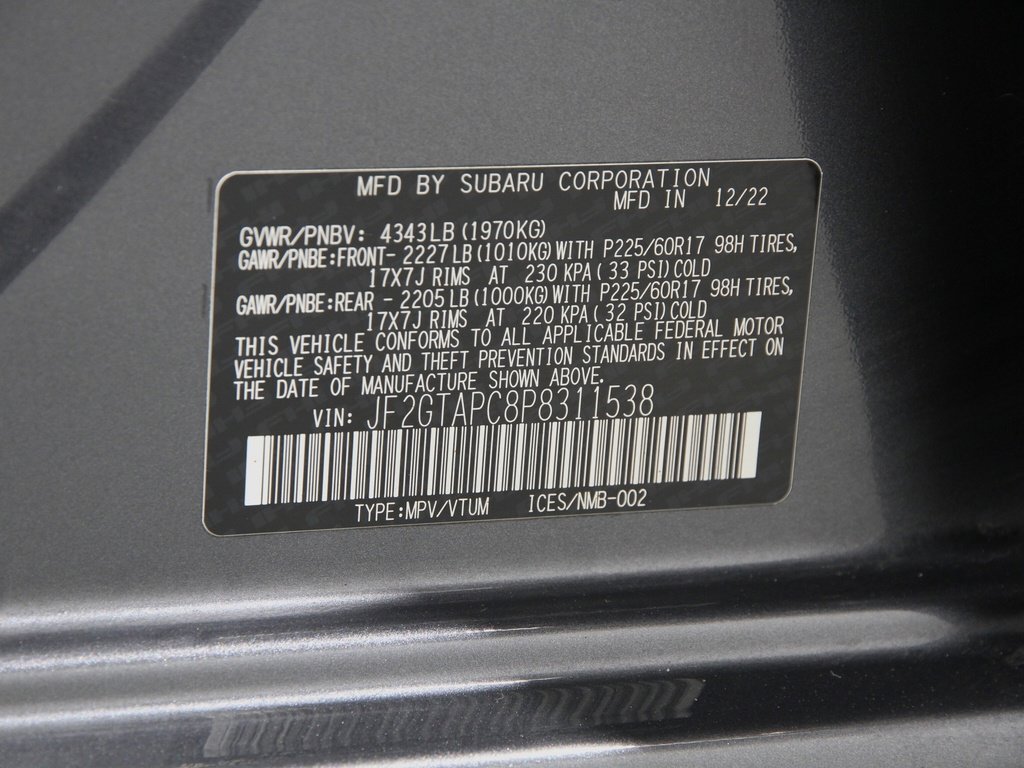 MFD BY SUBARU CORPORATION
MFD IN 12/22
GVWR/PNBV: 4343LB (1970KG)
GAWR/PNBE:FRONT- 2227LB (1010KG) WITH P225/60R17 98H TIRES,
17X7J RIMS AT 230 KPA ( 33 PSI) COLD
GAWR/PNBE:REAR - 2205LB (1000KG) WITH P225/60R17 98H TIRES,
17X7J RIMS AT 220 KPA ( 32 PSI) COLD
THIS VEHICLE CONFORMS TO ALL APPLICABLE FEDERAL MOTOR
VEHICLE SAFETY AND THEFT PREVENTION STANDARDS IN EFFECT ON
THE DATE OF MANUFACTURE SHOWN ABOVE.
VIN: JF2GTAPC8P8311538
TYPE:MPV/VTUM ICES/NMB-002